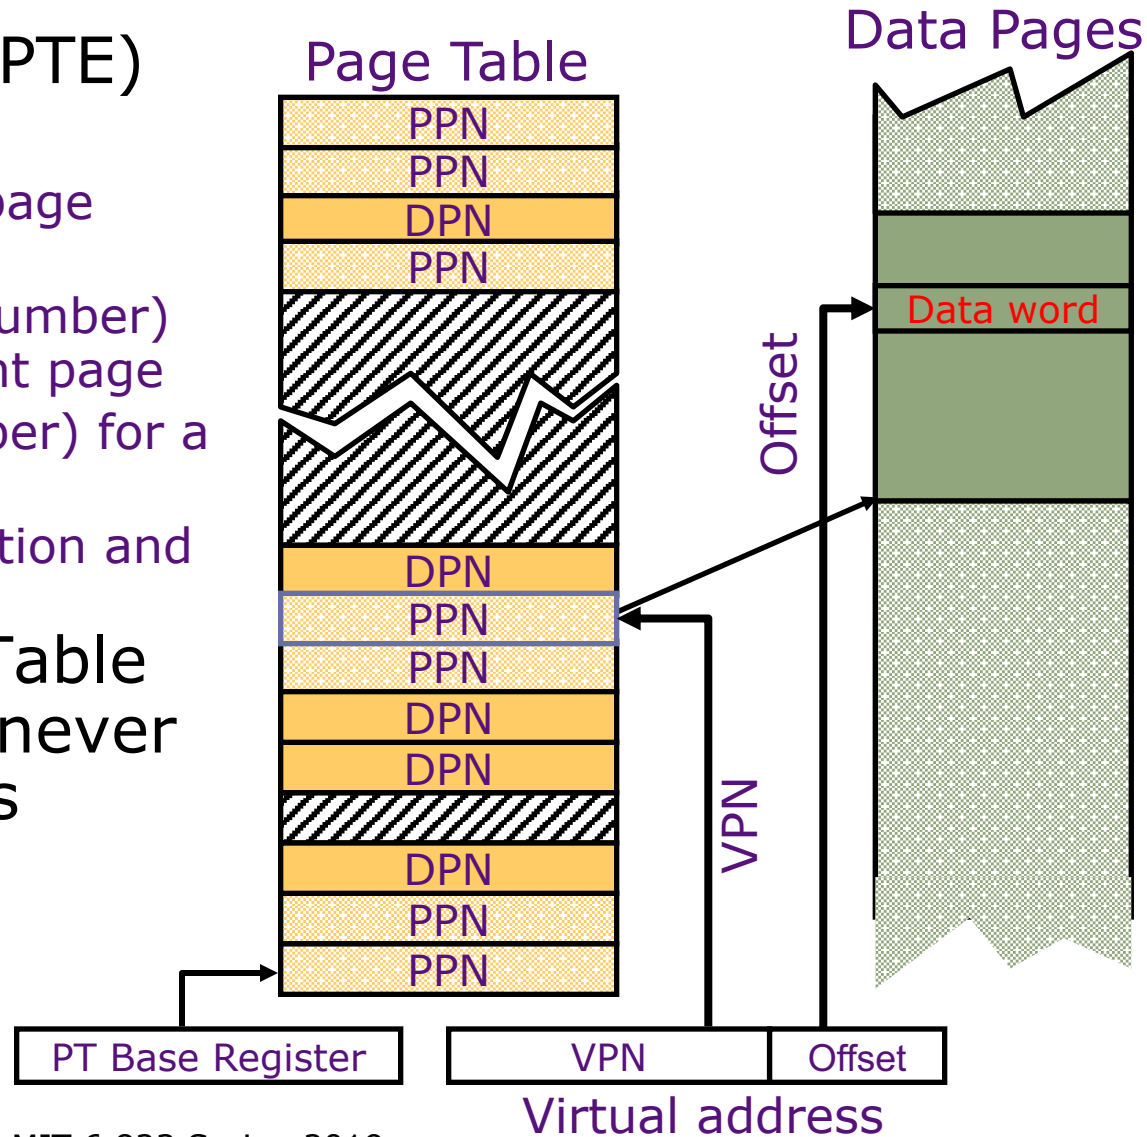 PTE)
page
umber)
nt page
ber) for a
tion and
Table
never
s
Page Table
PPN
PPN
DPN
PPN
DPN
PPN
PPN
DPN
DPN
DPN
PPN
PPN
Data Pages
Data word
Offset
VPN
PT Base Register
VPN
Offset
Virtual address